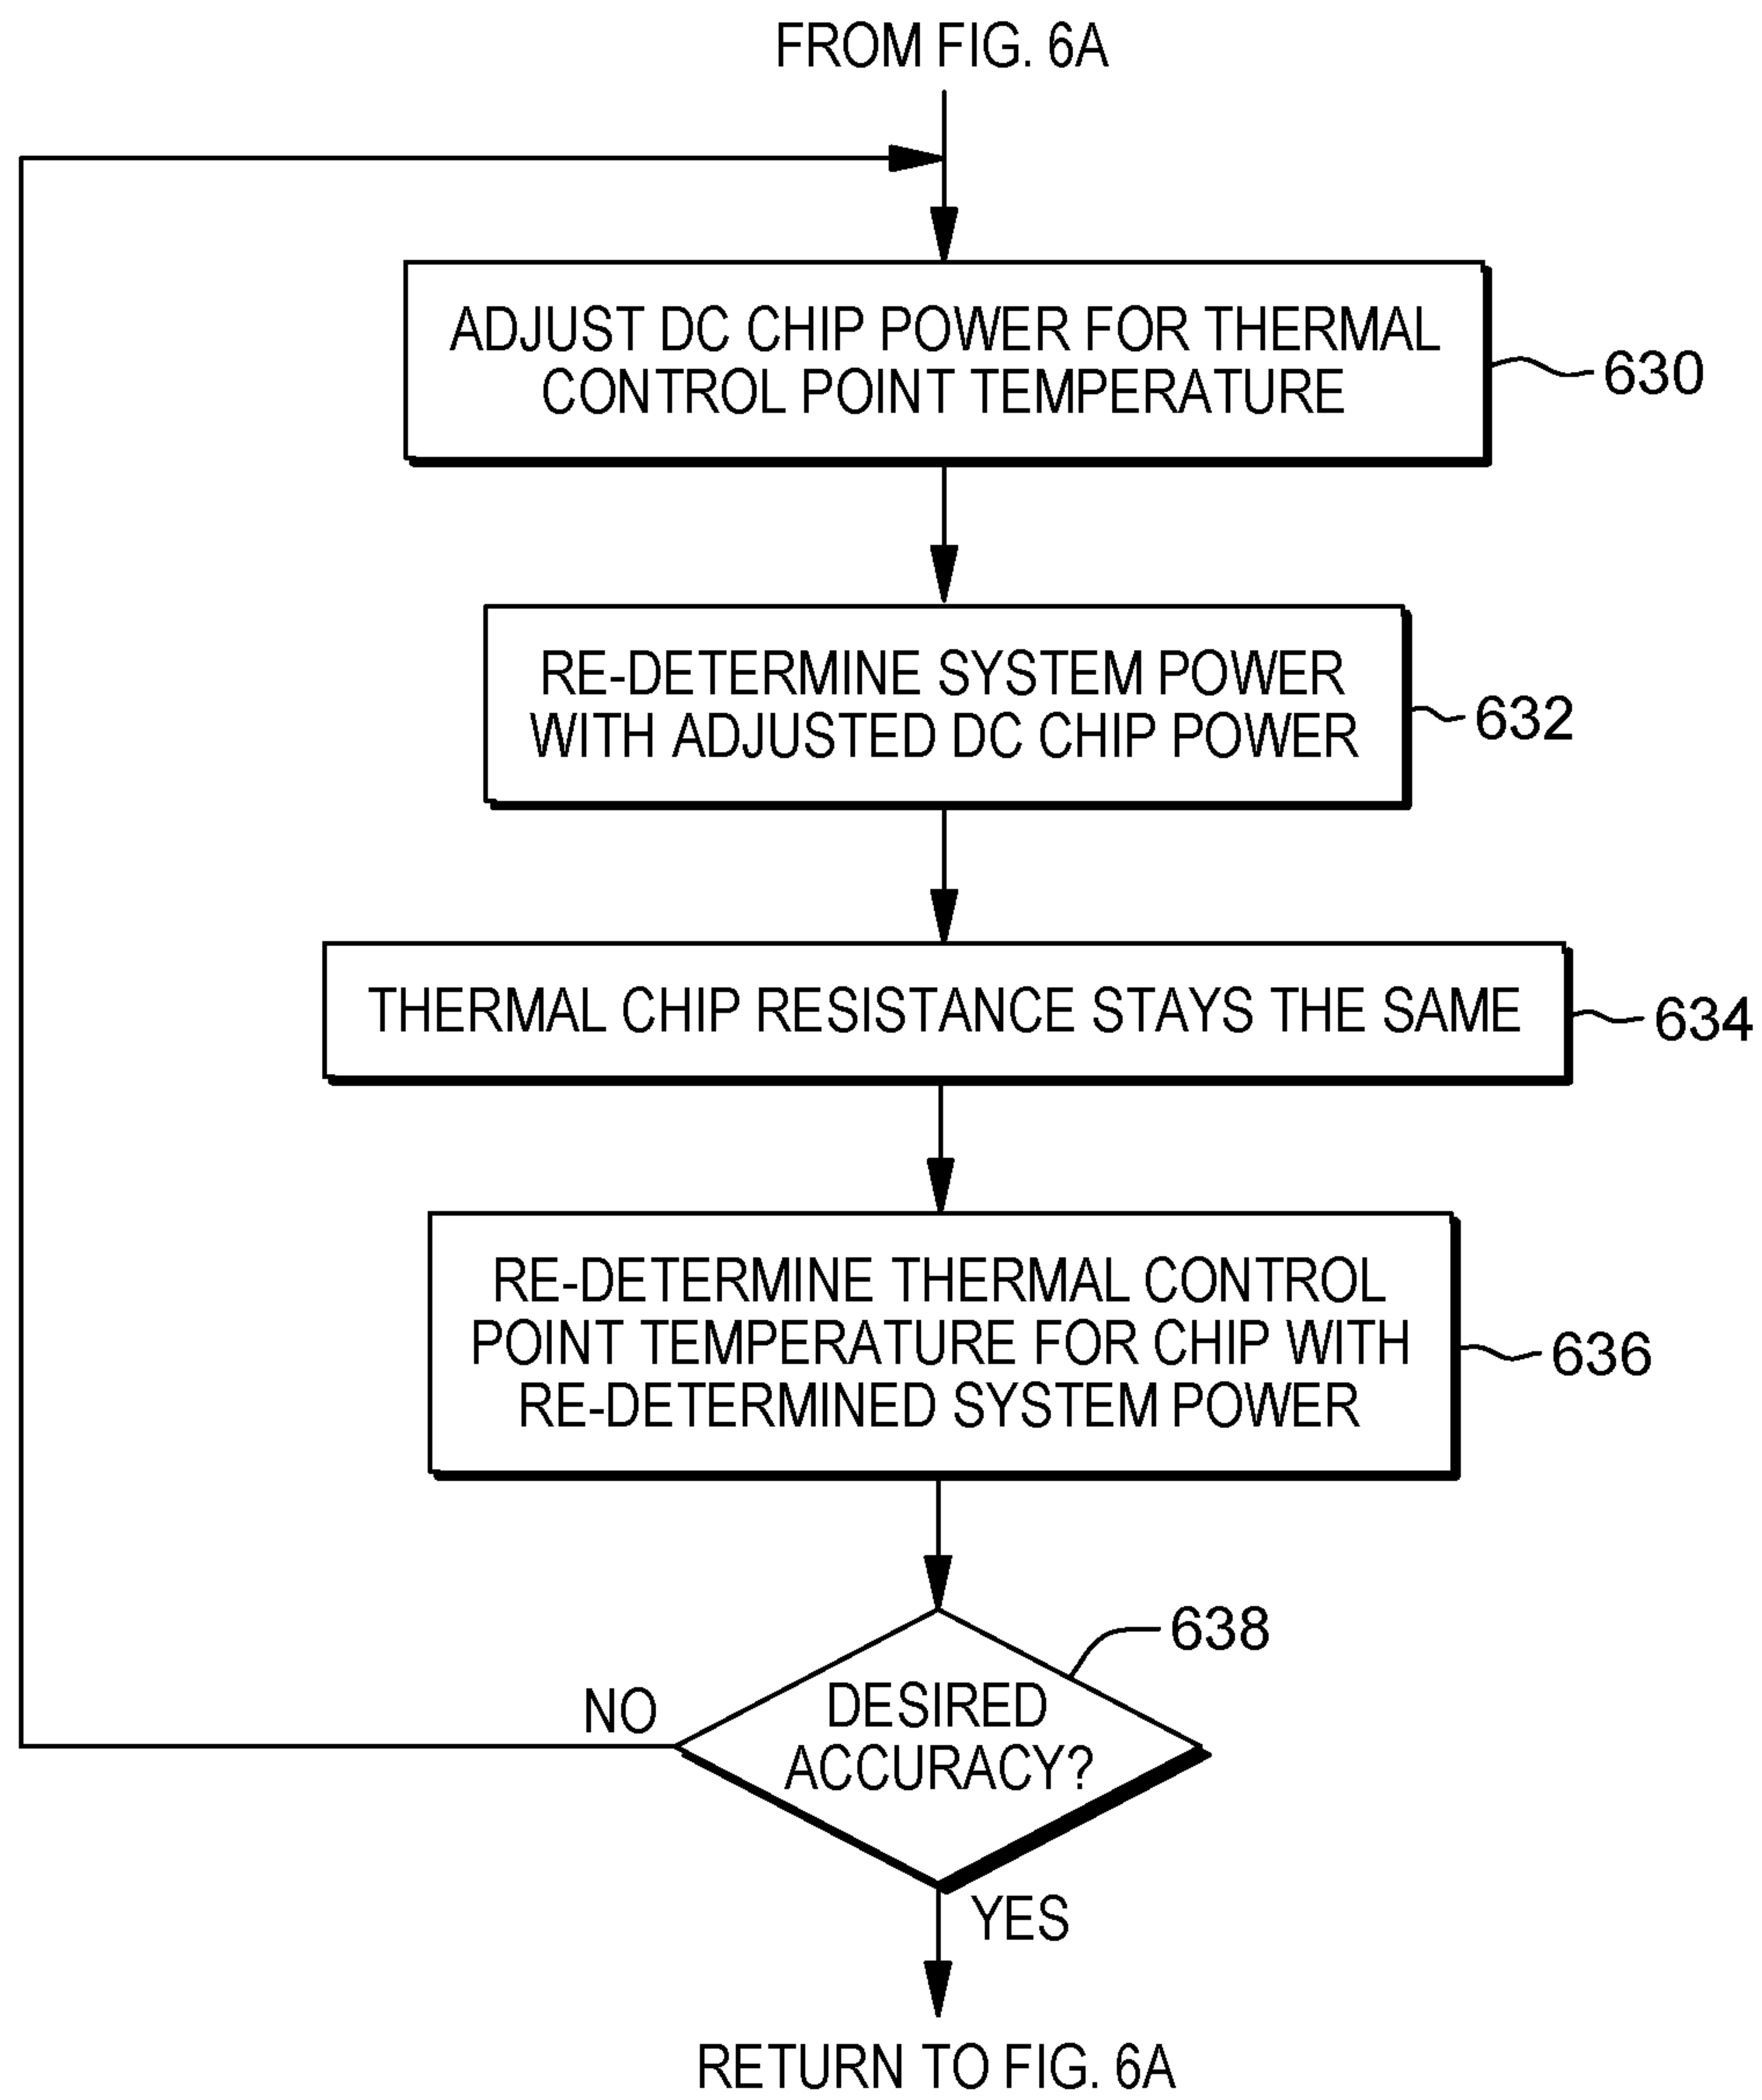 FROM FIG. 6A
ADJUST DC CHIP POWER FOR THERMAL
CONTROL POINT TEMPERATURE
630
RE-DETERMINE SYSTEM POWER
WITH ADJUSTED DC CHIP POWER
632
THERMAL CHIP RESISTANCE STAYS THE SAME
634
RE-DETERMINE THERMAL CONTROL
POINT TEMPERATURE FOR CHIP WITH
RE-DETERMINED SYSTEM POWER
636
638
DESIRED
ACCURACY?
NO
YES
RETURN TO FIG. 6A